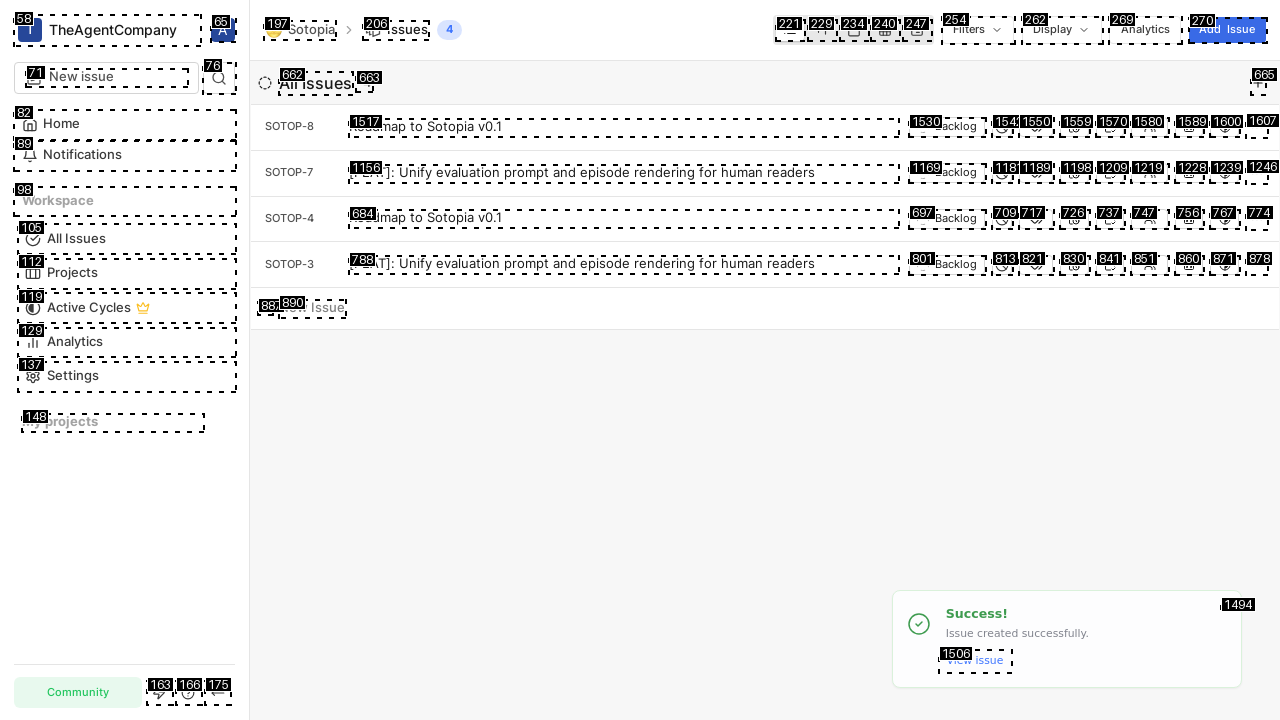 58 T TheAgentCompany 65 A
71 New issue 76
82 Home
89 Notifications
98 Workspace
105 All Issues
112 Projects
119 Active Cycles
129 Analytics
137 Settings
148 My projects
Community 163 166 175
197 Sotopia 206 Issues 4 221 229 234 240 247 254 Filters 262 Display 269 Analytics 270 Add Issue
662 All Issues 663 665
SOTOP-8 1517 Roadmap to Sotopia v0.1 1530 Backlog 1550 1559 1570 1580 1589 1600 1607
SOTOP-7 1156 [FEAT]: Unify evaluation prompt and episode rendering for human readers 1169 Backlog 1189 1198 1209 1219 1228 1239 1246
SOTOP-4 684 Roadmap to Sotopia v0.1 697 Backlog 709 717 726 737 747 756 767 774
SOTOP-3 788 [FEAT]: Unify evaluation prompt and episode rendering for human readers 801 Backlog 813 821 830 841 851 860 871 878
890 New Issue
1494
Success!
Issue created successfully.
1506 View issue